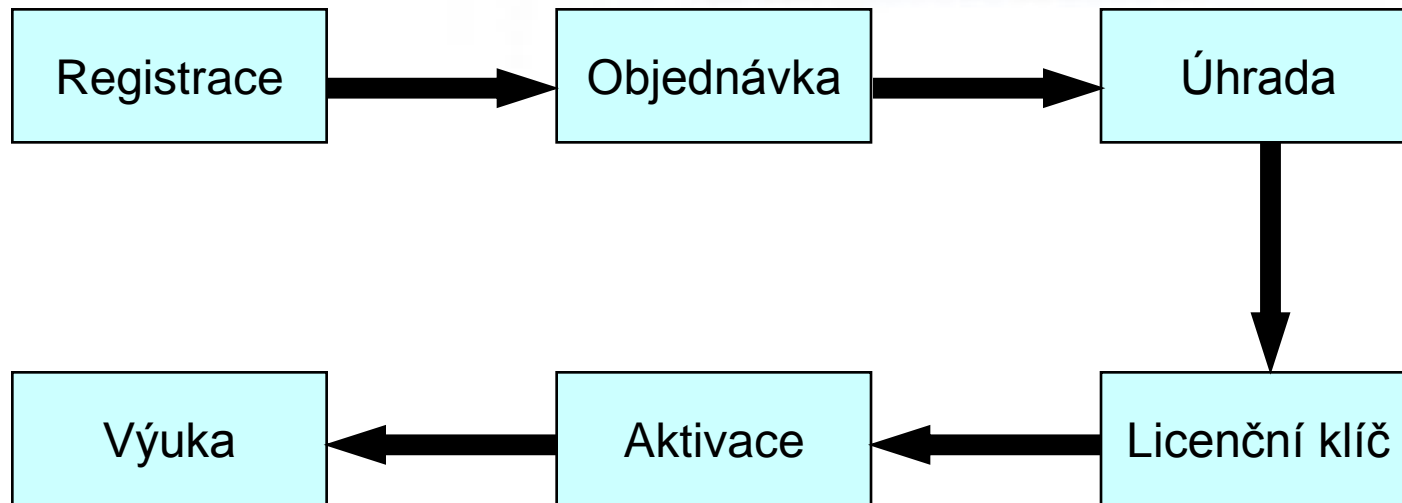 Registrace
Objednávka
Úhrada
Výuka
Aktivace
Licenční klíč